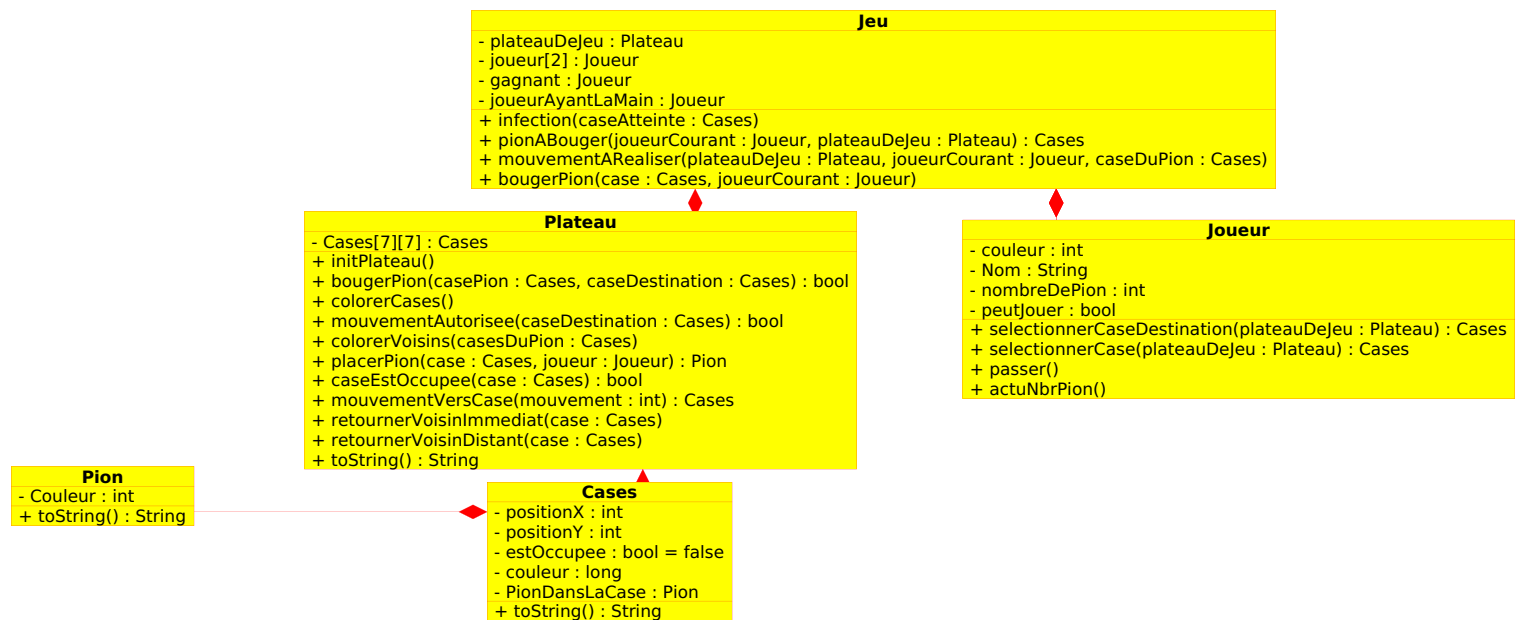 Jeu
- plateauDeJeu : Plateau
- joueur[2] : Joueur
- gagnant : Joueur
- joueurAyantLaMain : Joueur
+ infection(caseAtteinte : Cases)
+ pionABouger(joueurCourant : Joueur, plateauDeJeu : Plateau) : Cases
+ mouvementARealiser(plateauDeJeu : Plateau, joueurCourant : Joueur, caseDuPion : Cases)
+ bougerPion(case : Cases, joueurCourant : Joueur)
Plateau
- Cases[7][7] : Cases
+ initPlateau()
+ bougerPion(casePion : Cases, caseDestination : Cases) : bool
+ colorerCases()
+ mouvementAutorisee(caseDestination : Cases) : bool
+ colorerVoisins(casesDuPion : Cases)
+ placerPion(case : Cases, joueur : Joueur) : Pion
+ caseEstOccupee(case : Cases) : bool
+ mouvementVersCase(mouvement : int) : Cases
+ retournerVoisinImmediat(case : Cases)
+ retournerVoisinDistant(case : Cases)
+ toString() : String
Joueur
- couleur : int
- Nom : String
- nombreDePion : int
- peutJouer : bool
+ selectionnerCaseDestination(plateauDeJeu : Plateau) : Cases
+ selectionnerCase(plateauDeJeu : Plateau) : Cases
+ passer()
+ actuNbrPion()
Pion
- Couleur : int
+ toString() : String
Cases
- positionX : int
- positionY : int
- estOccupee : bool = false
- couleur : long
- PionDansLaCase : Pion
+ toString() : String